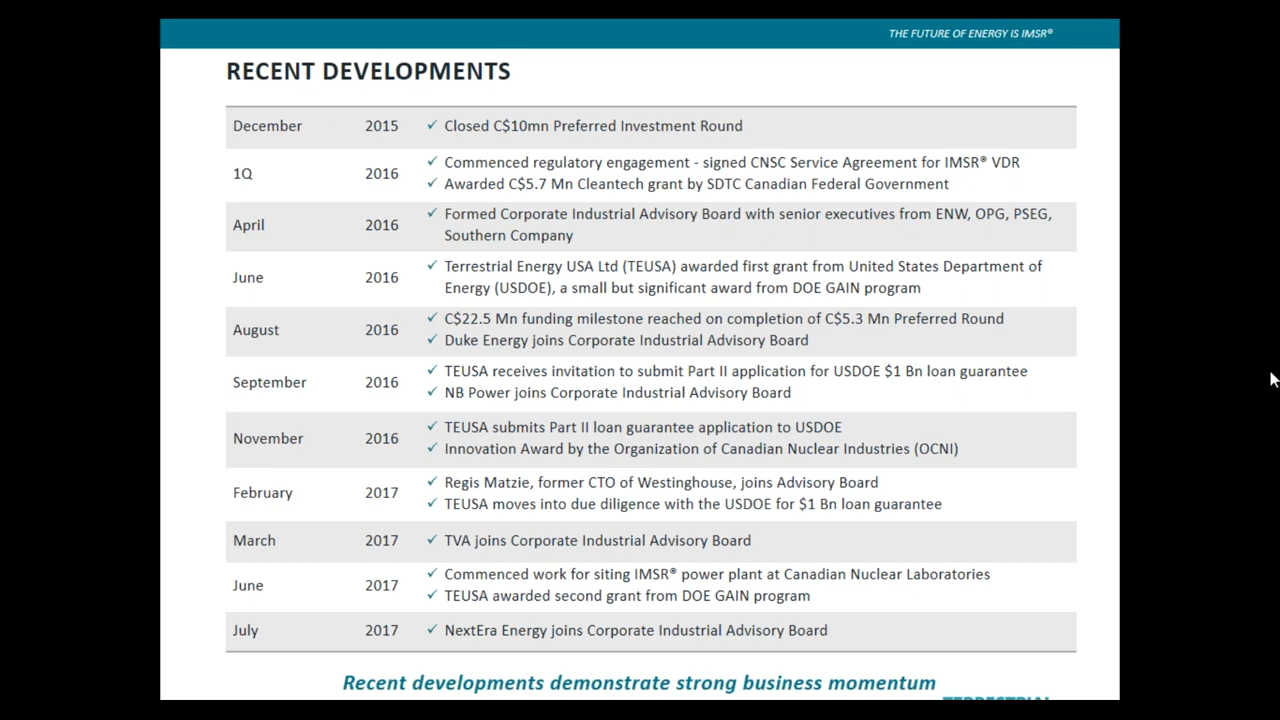 THE FUTURE OF ENERGY IS IMSR®
RECENT DEVELOPMENTS
December 2015 ✓ Closed C$10mn Preferred Investment Round
1Q 2016 ✓ Commenced regulatory engagement - signed CNSC Service Agreement for IMSR® VDR
✓ Awarded C$5.7 Mn Cleantech grant by SDTC Canadian Federal Government
April 2016 ✓ Formed Corporate Industrial Advisory Board with senior executives from ENW, OPG, PSEG,
Southern Company
June 2016 ✓ Terrestrial Energy USA Ltd (TEUSA) awarded first grant from United States Department of
Energy (USDOE), a small but significant award from DOE GAIN program
August 2016 ✓ C$22.5 Mn funding milestone reached on completion of C$5.3 Mn Preferred Round
✓ Duke Energy joins Corporate Industrial Advisory Board
September 2016 ✓ TEUSA receives invitation to submit Part II application for USDOE $1 Bn loan guarantee
✓ NB Power joins Corporate Industrial Advisory Board
November 2016 ✓ TEUSA submits Part II loan guarantee application to USDOE
✓ Innovation Award by the Organization of Canadian Nuclear Industries (OCNI)
February 2017 ✓ Regis Matzie, former CTO of Westinghouse, joins Advisory Board
✓ TEUSA moves into due diligence with the USDOE for $1 Bn loan guarantee
March 2017 ✓ TVA joins Corporate Industrial Advisory Board
June 2017 ✓ Commenced work for siting IMSR® power plant at Canadian Nuclear Laboratories
✓ TEUSA awarded second grant from DOE GAIN program
July 2017 ✓ NextEra Energy joins Corporate Industrial Advisory Board
Recent developments demonstrate strong business momentum
TERRESTRIAL